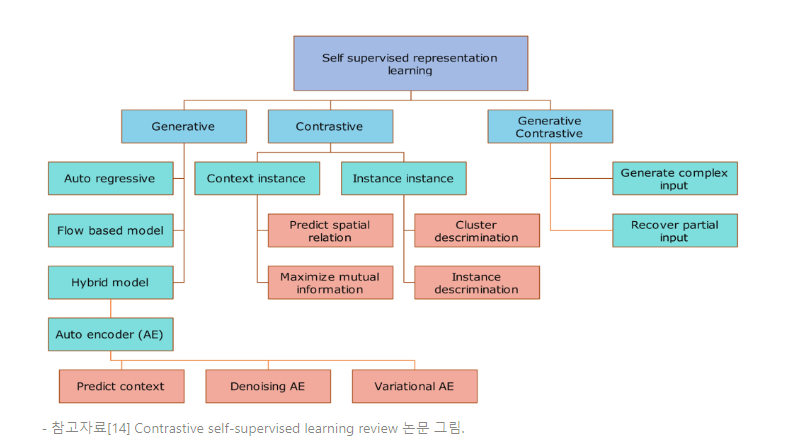 Self supervised representation
learning
Generative
Contrastive
Generative
Contrastive
Auto regressive
Context instance
Instance instance
Generate complex
input
Flow based model
Predict spatial
relation
Cluster
descrimination
Recover partial
input
Hybrid model
Maximize mutual
information
Instance
descrimination
Auto encoder (AE)
Predict context
Denoising AE
Variational AE
- 참고자료[14] Contrastive self-supervised learning review 논문 그림.